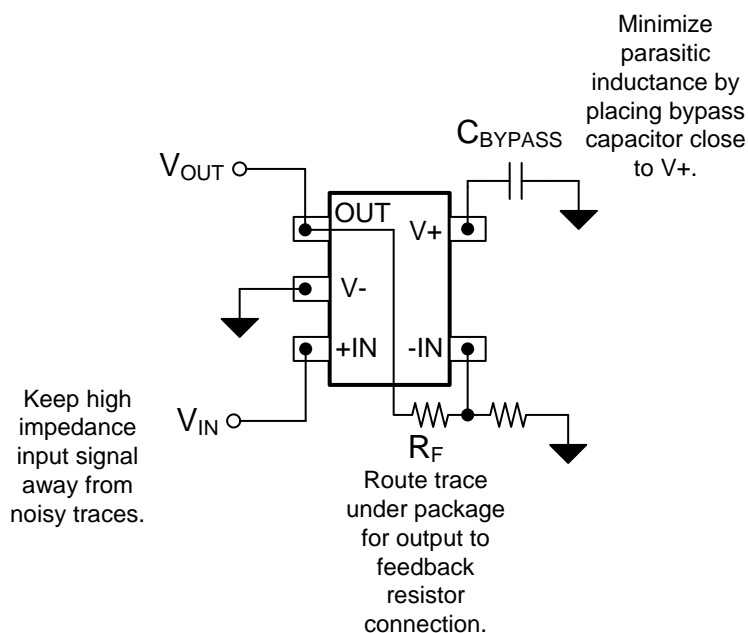 Minimize
parasitic
inductance by
placing bypass
capacitor close
to V+.
CBYPASS
VOUT
OUT
V+
V-
+IN
-IN
VIN
RF
Keep high
impedance
input signal
away from
noisy traces.
Route trace
under package
for output to
feedback
resistor
connection.